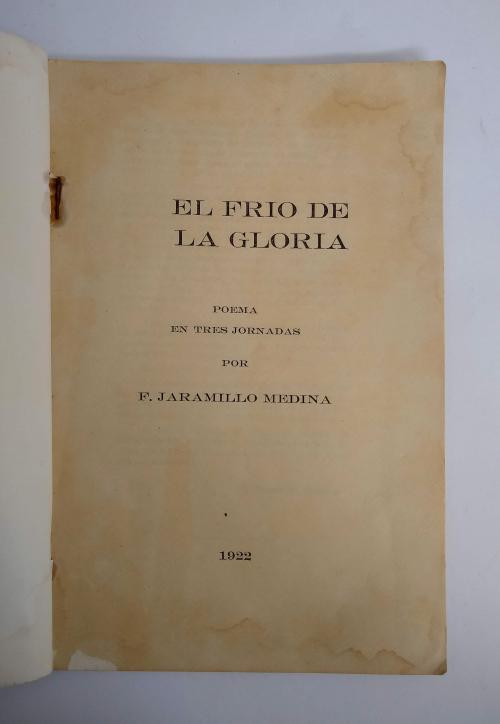 EL FRIO DE
LA GLORIA
POEMA
EN TRES JORNADAS
POR
F. JARAMILLO MEDINA
1922